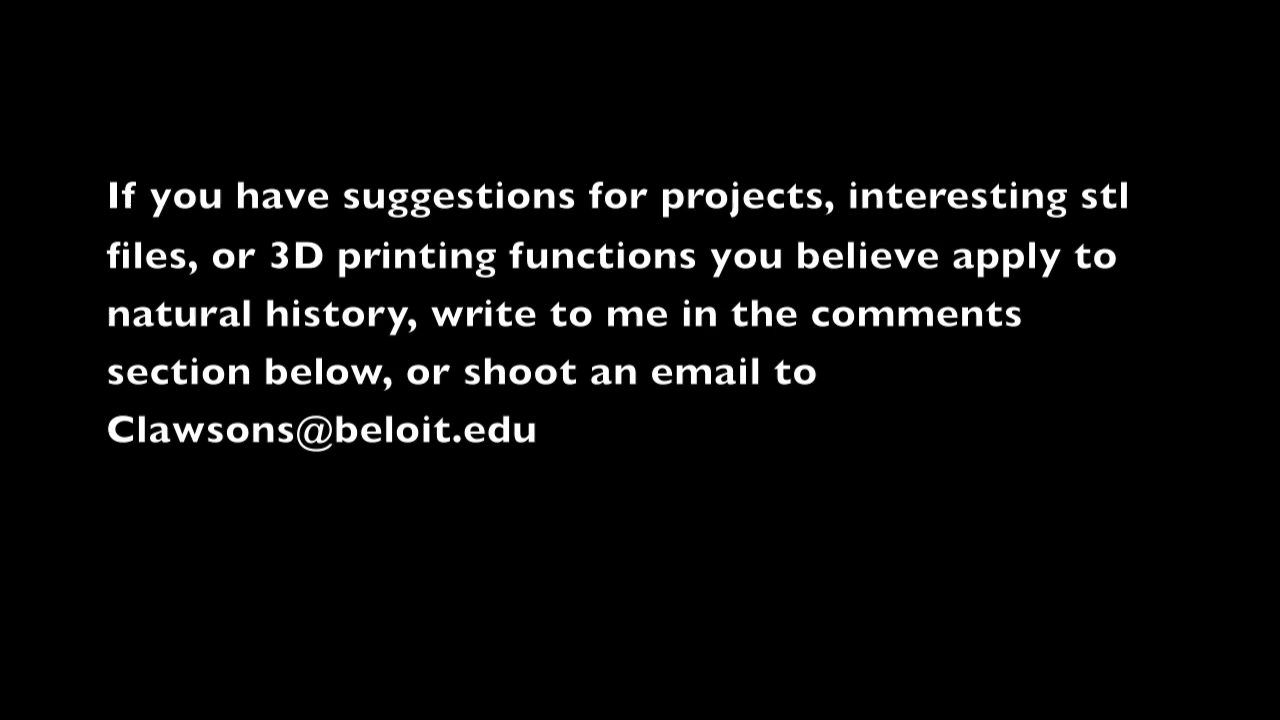 If you have suggestions for projects, interesting stl
files, or 3D printing functions you believe apply to
natural history, write to me in the comments
section below, or shoot an email to
Clawsons@beloit.edu